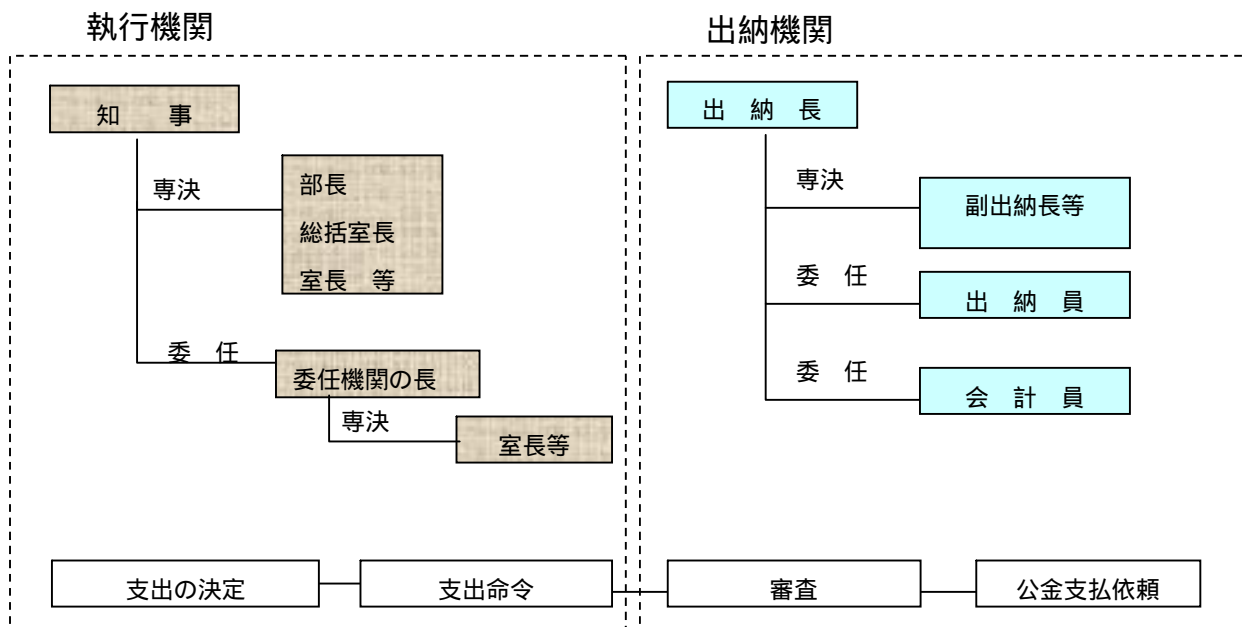 執行機関
知　　事
専決
部長
総括室長
室長　等
委　任
委任機関の長
専決
室長等
支出の決定
支出命令
出納機関
出　納　長
専決
副出納長等
委　任
出　納　員
委　任
会　計　員
審査
公金支払依頼